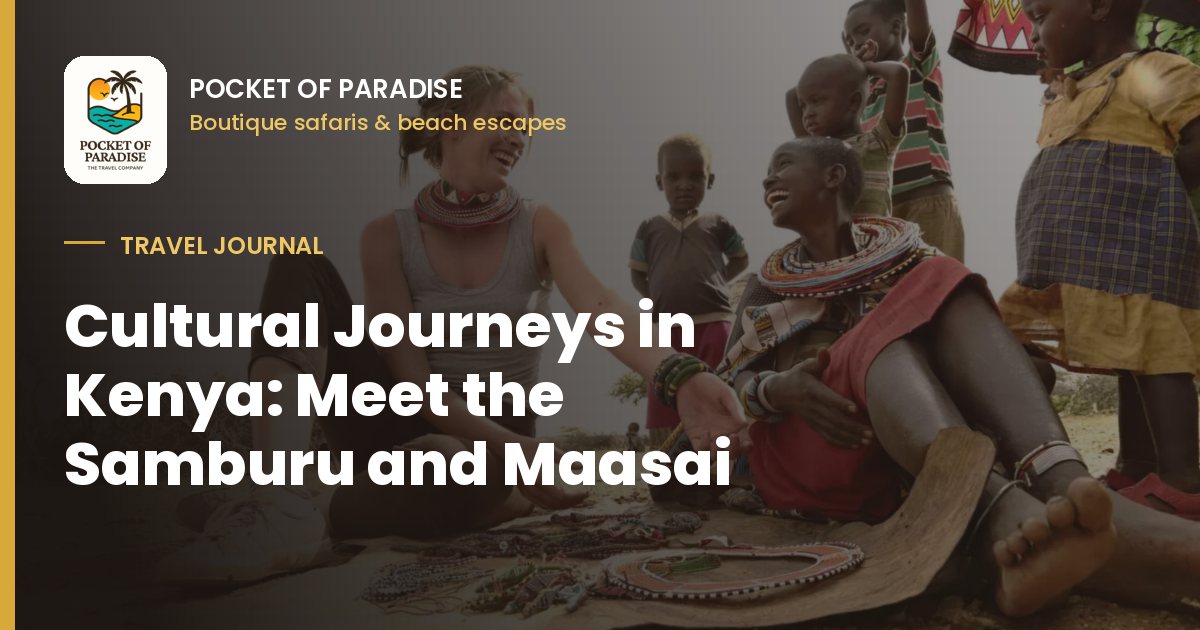 POCKET OF
PARADISE
THE TRAVEL COMPANY
POCKET OF PARADISE
Boutique safaris & beach escapes
TRAVEL JOURNAL
Cultural Journeys in
Kenya: Meet the
Samburu and Maasai